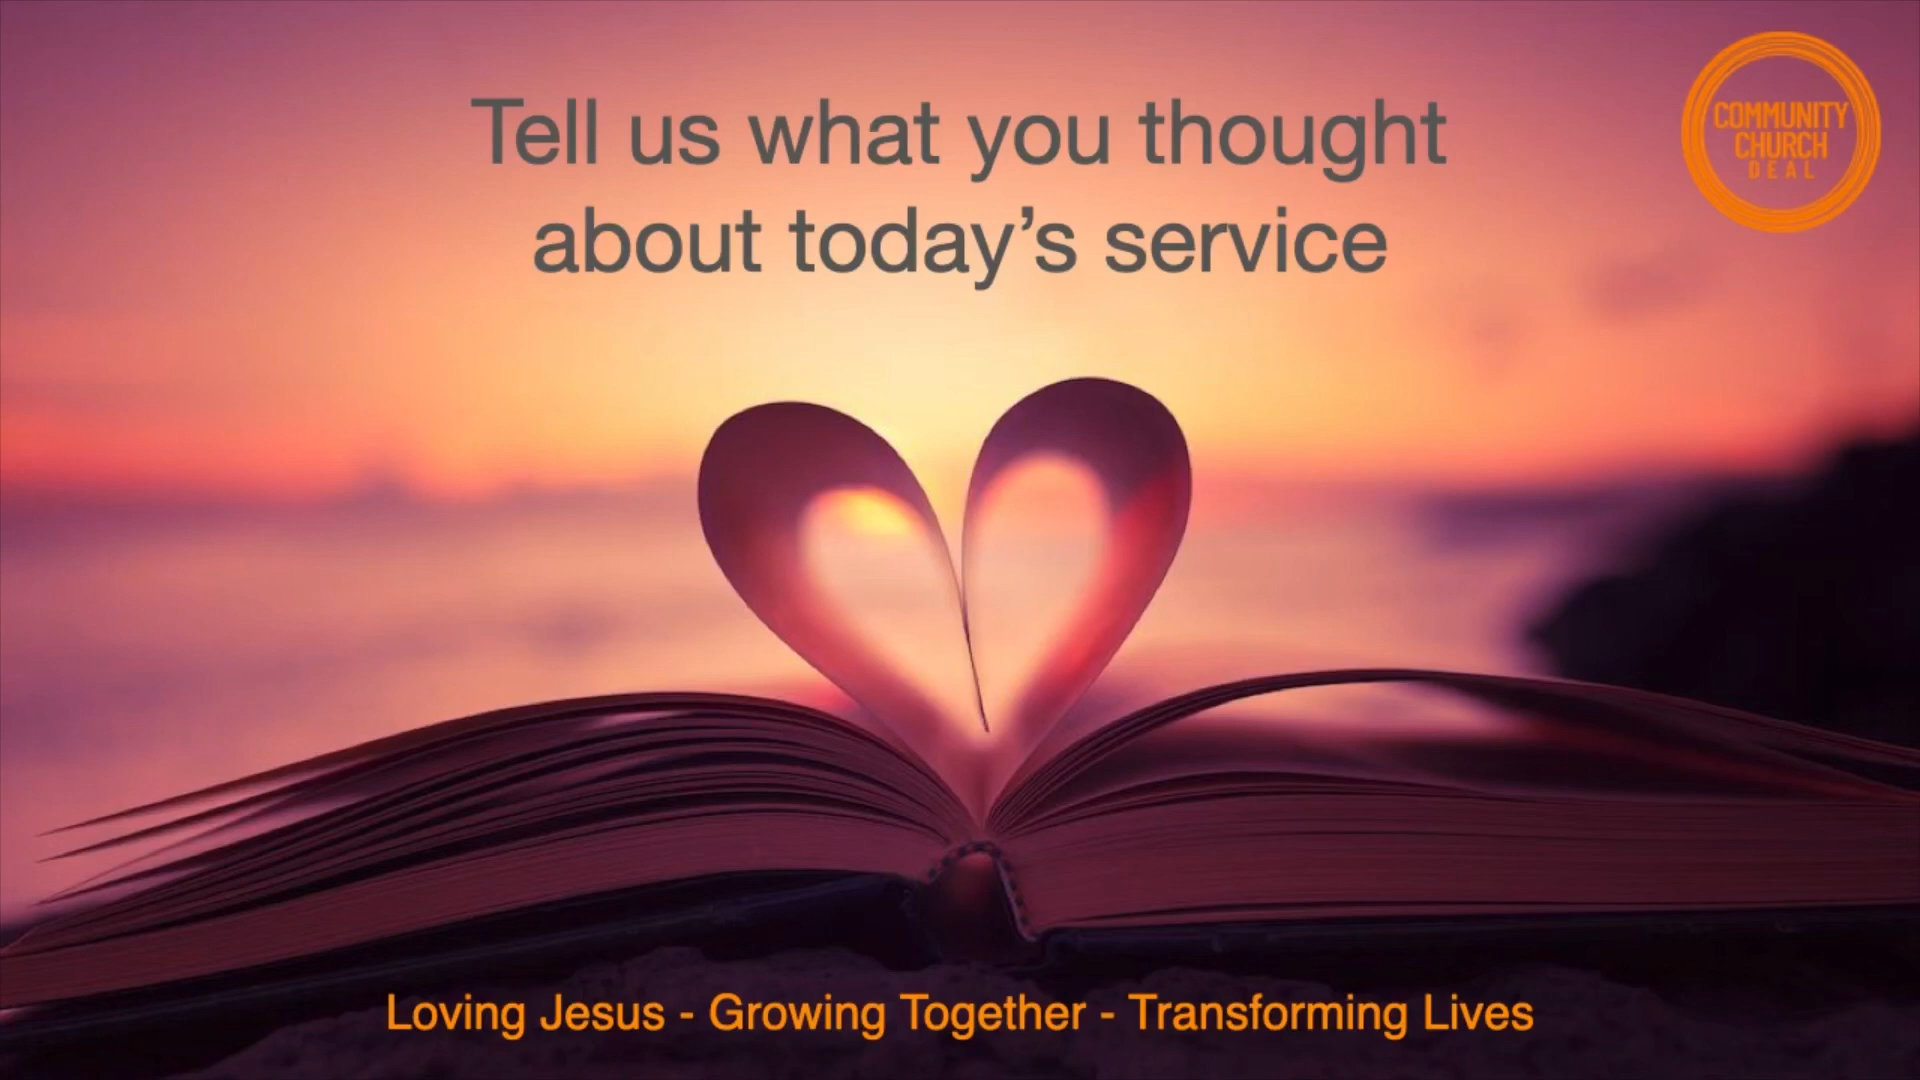 Tell us what you thought
about today’s service
COMMUNITY
CHURCH
DEAL
Loving Jesus - Growing Together - Transforming Lives